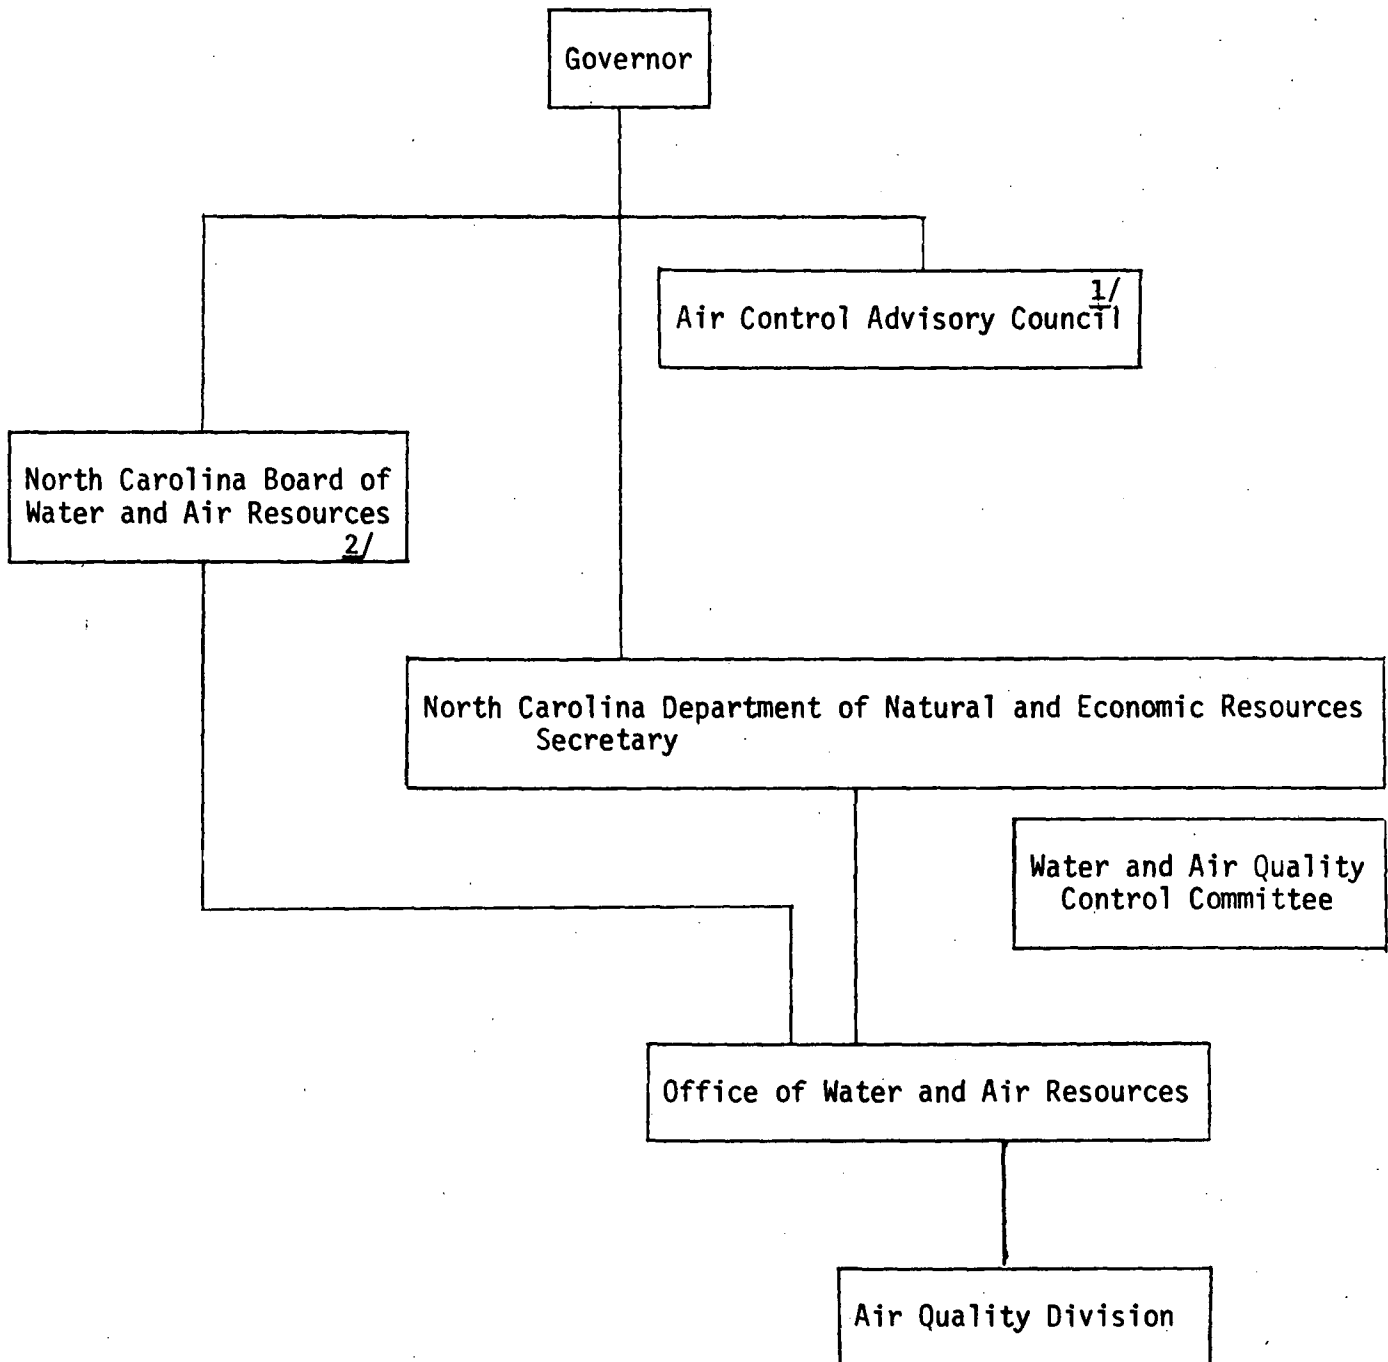 Governor
1/
Air Control Advisory Council
North Carolina Board of
Water and Air Resources
2/
North Carolina Department of Natural and Economic Resources
Secretary
Water and Air Quality
Control Committee
Office of Water and Air Resources
Air Quality Division